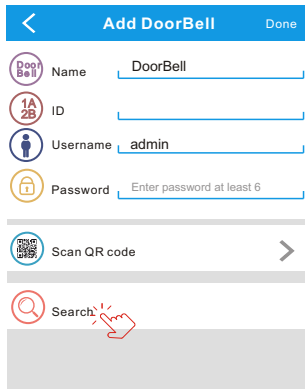 Add DoorBell Done
Door
Bell
Name DoorBell
1A
2B
ID
Username admin
Password Enter password at least 6
Scan QR code
Search